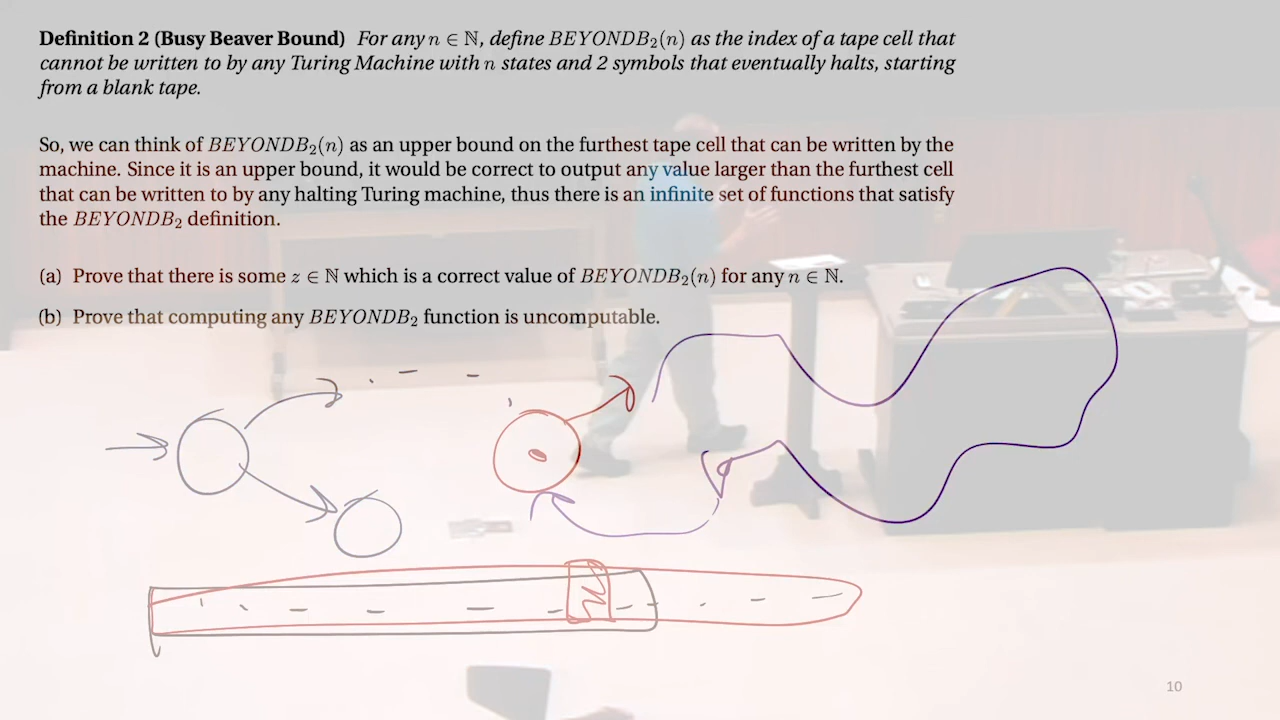 Definition 2 (Busy Beaver Bound) For any n ∈ ℕ, define BEYONDB₂(n) as the index of a tape cell that
cannot be written to by any Turing Machine with n states and 2 symbols that eventually halts, starting
from a blank tape.
So, we can think of BEYONDB₂(n) as an upper bound on the furthest tape cell that can be written by the
machine. Since it is an upper bound, it would be correct to output any value larger than the furthest cell
that can be written to by any halting Turing machine, thus there is an infinite set of functions that satisfy
the BEYONDB₂ definition.
(a) Prove that there is some z ∈ ℕ which is a correct value of BEYONDB₂(n) for any n ∈ ℕ.
(b) Prove that computing any BEYONDB₂ function is uncomputable.
10